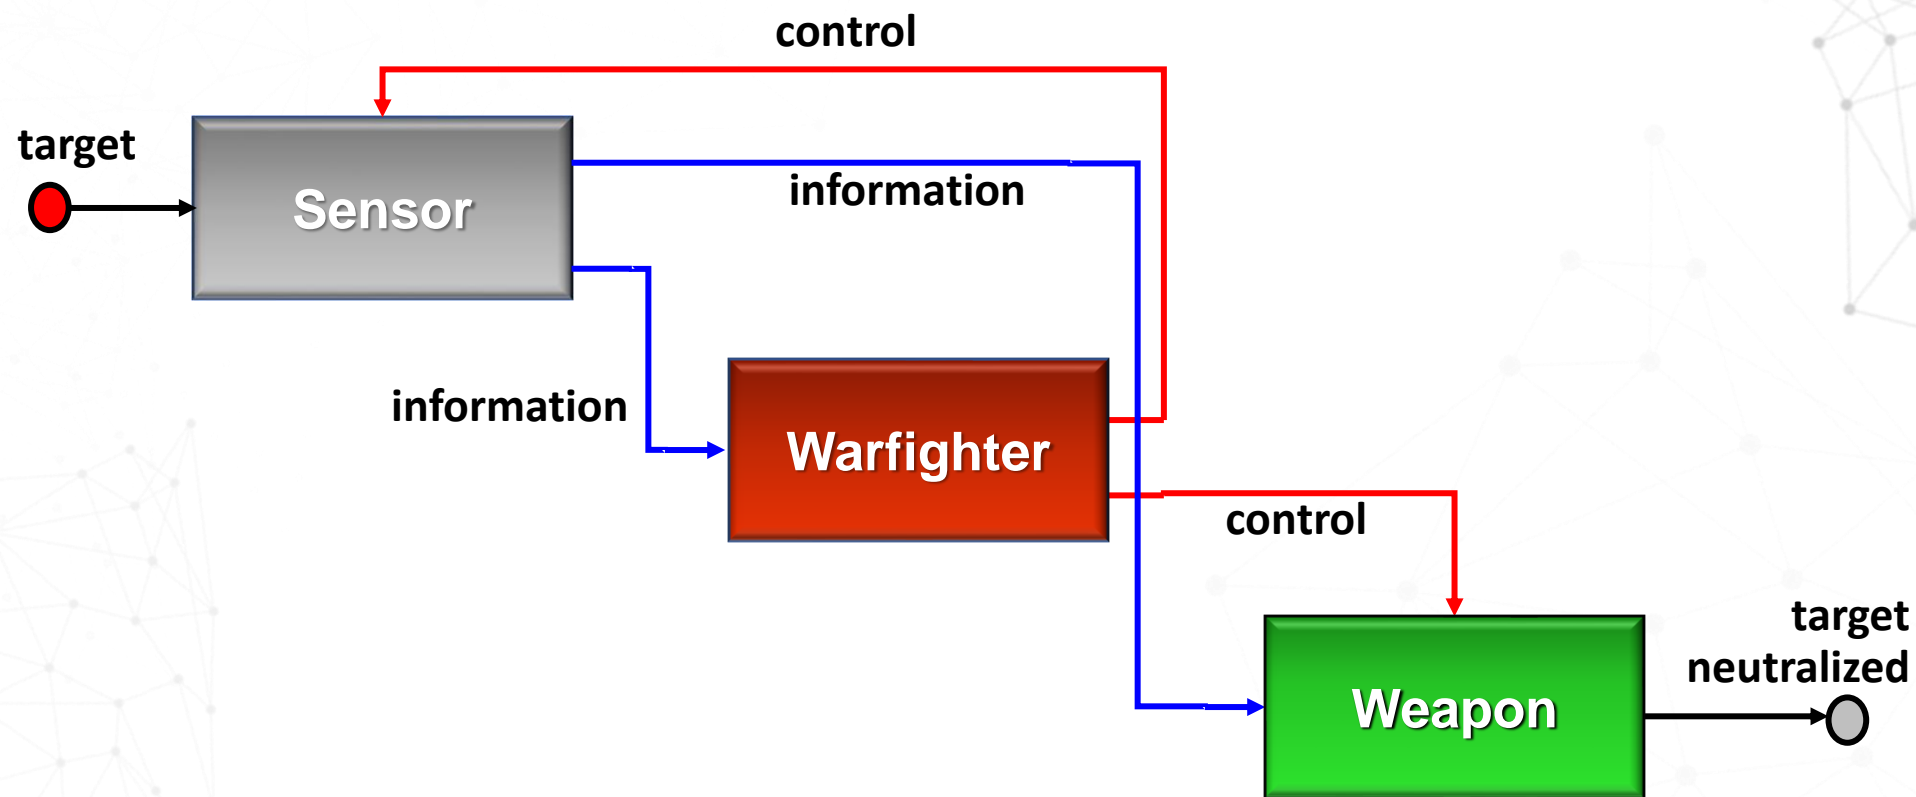 control
target
Sensor
information
information
Warfighter
control
target
neutralized
Weapon